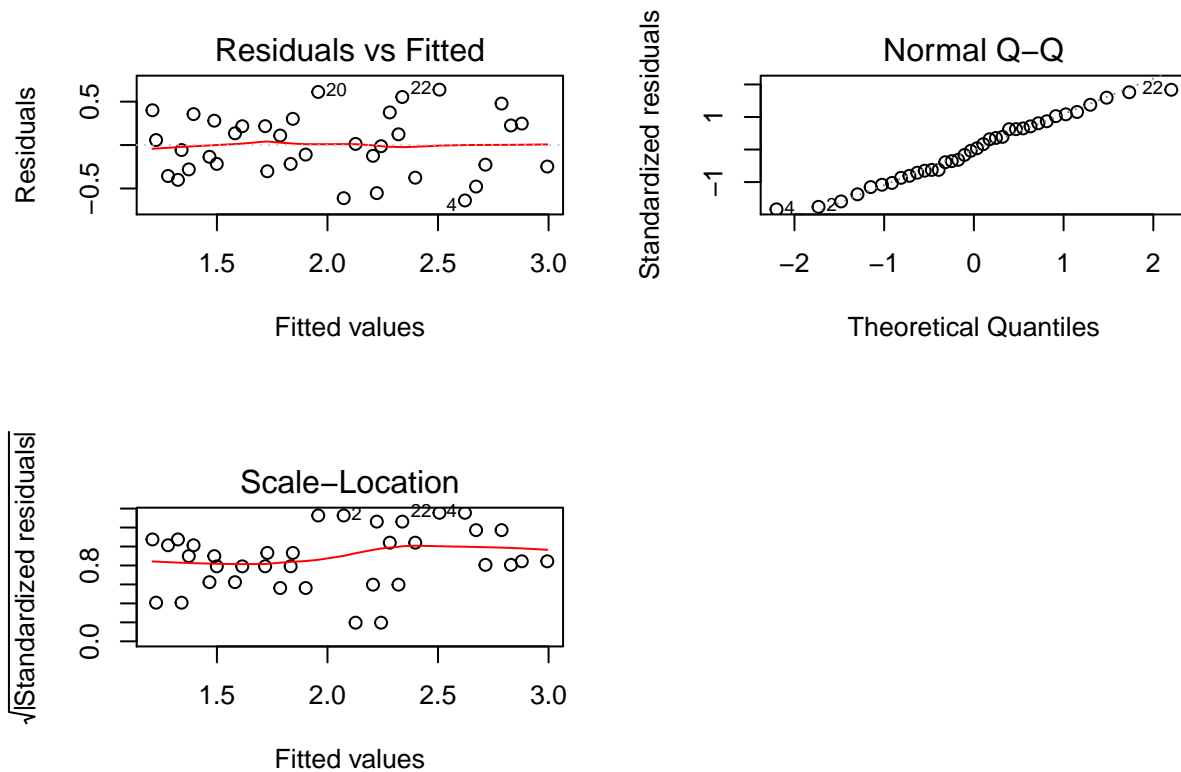 Residuals vs Fitted
Residuals
0.5
−0.5
20
22
4
1.5 2.0 2.5 3.0
Fitted values
Normal Q−Q
Standardized residuals
1
−1
22
4
2
−2 −1 0 1 2
Theoretical Quantiles
Scale−Location
√|Standardized residuals|
0.8
0.0
2
22
4
1.5 2.0 2.5 3.0
Fitted values